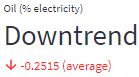 Oil (% electricity)
Downtrend
↓ -0.2515 (average)